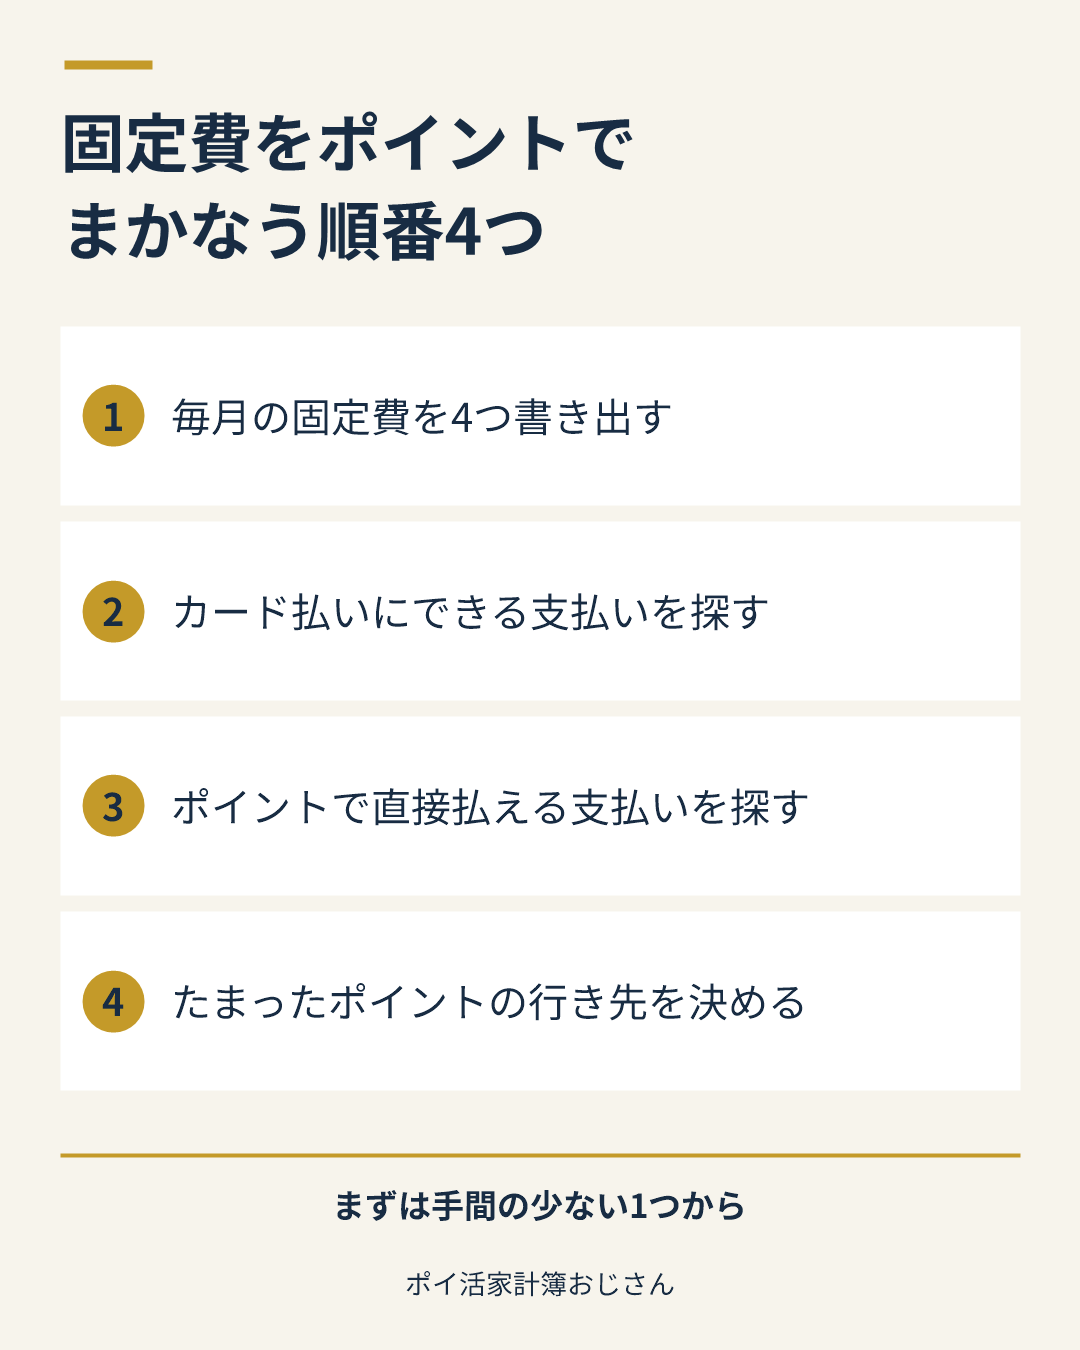 固定費をポイントで
まかなう順番4つ
1 毎月の固定費を4つ書き出す
2 カード払いにできる支払いを探す
3 ポイントで直接払える支払いを探す
4 たまったポイントの行き先を決める
まずは手間の少ない1つから
ポイ活家計簿おじさん